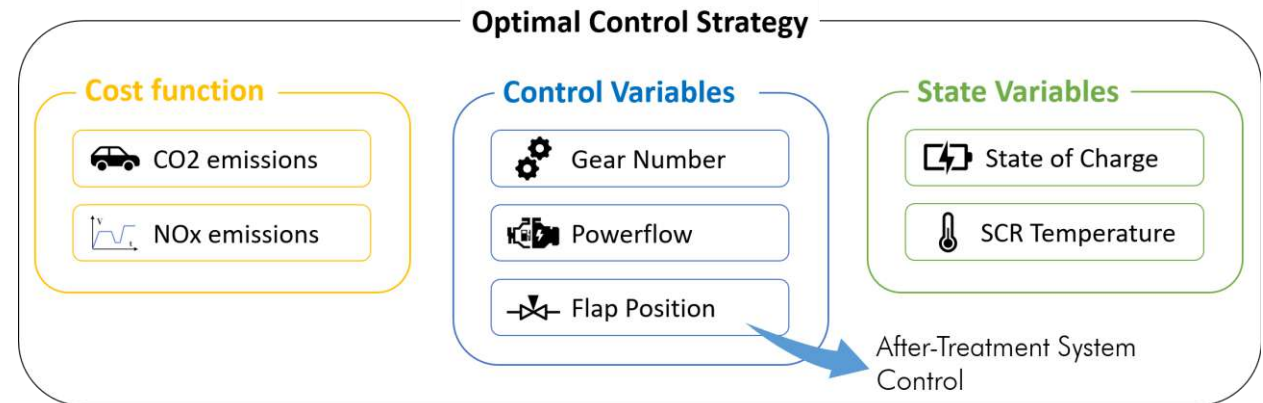 Optimal Control Strategy
Cost function
CO2 emissions
NOx emissions
Control Variables
Gear Number
Powerflow
Flap Position
State Variables
State of Charge
SCR Temperature
After-Treatment System
Control